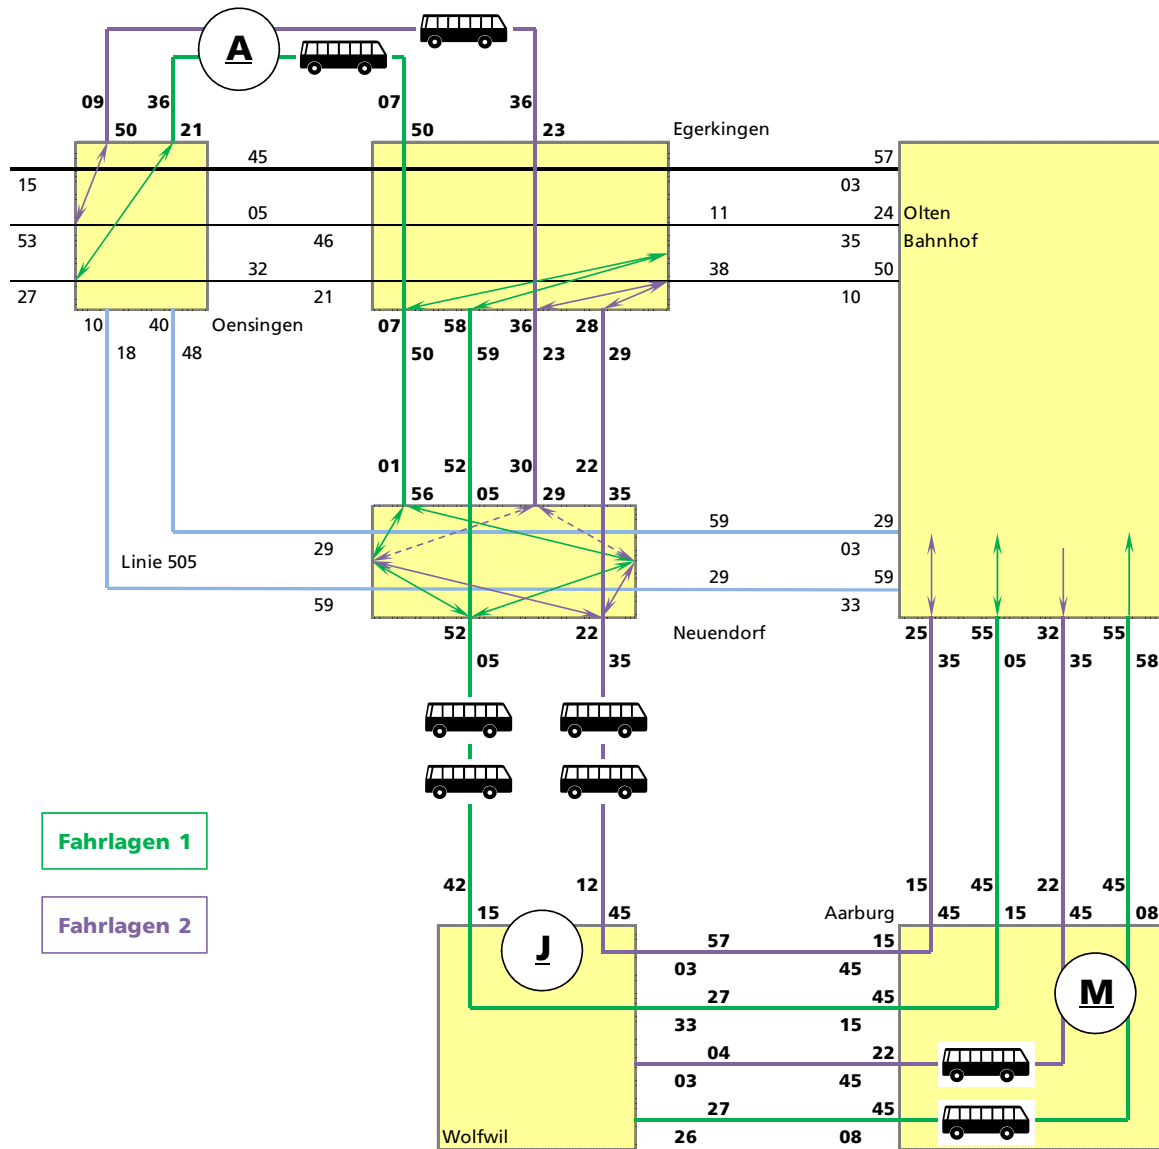 A
09 36 07 36
50 21 50 23 Egerkingen
45 57
15 03
05 11 24 Olten
53 46 35 Bahnhof
32 38 50
27 21 10
10 40 Oensingen 07 58 36 28
18 48 50 59 23 29
01 52 30 22
56 05 29 35
59 29
29 03
Linie 505 29 59
59 33
52 22 Neuendorf 25 55 32 55
05 35 35 05 35 58
Fahrlagen 1
42 12 15 45 22 45
15 45 Aarburg 45 15 45 08
Fahrlagen 2
J 57 15
03 45
M
27 45
33 15
04 22
03 45
27 45
Wolfwil 26 08